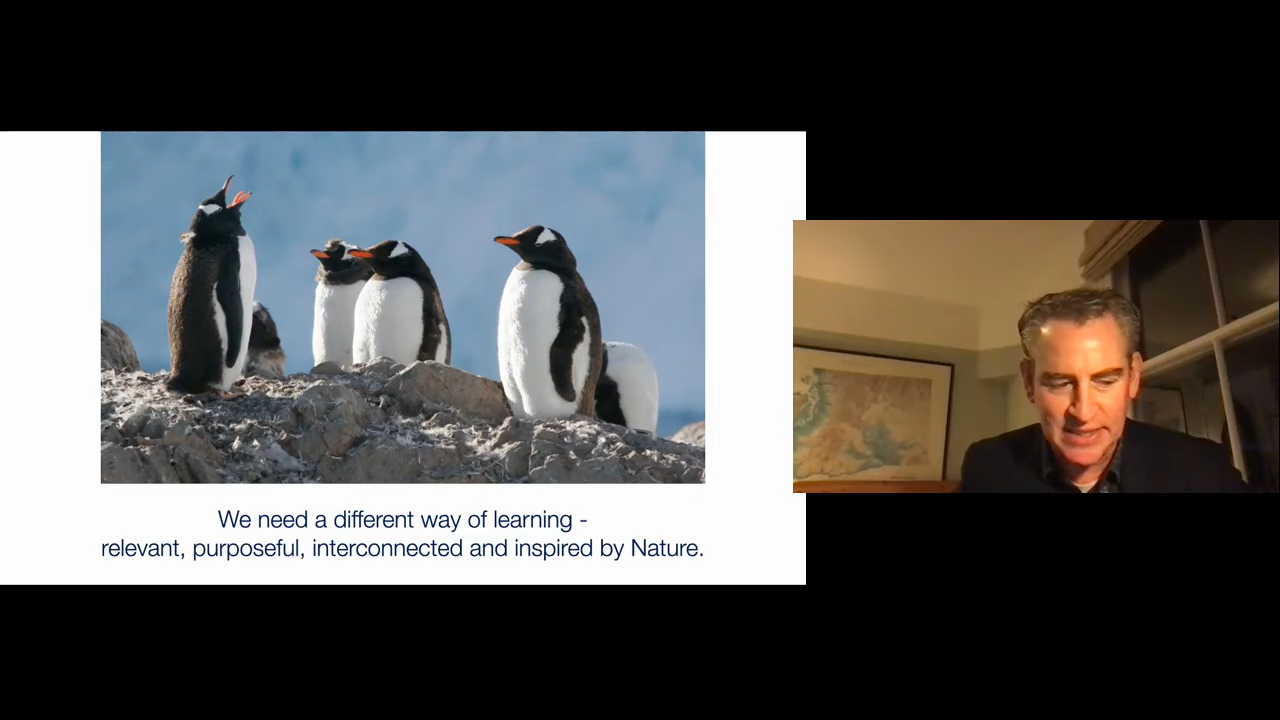 We need a different way of learning -
relevant, purposeful, interconnected and inspired by Nature.